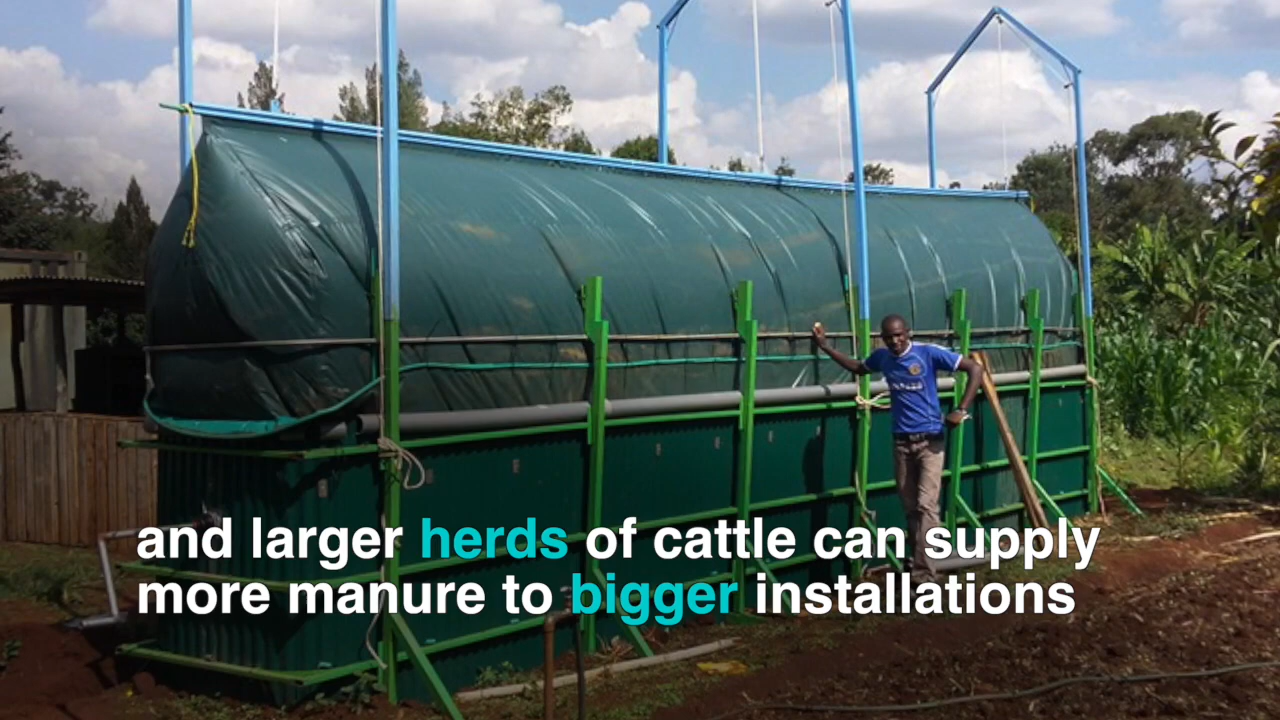 and larger herds of cattle can supply
more manure to bigger installations